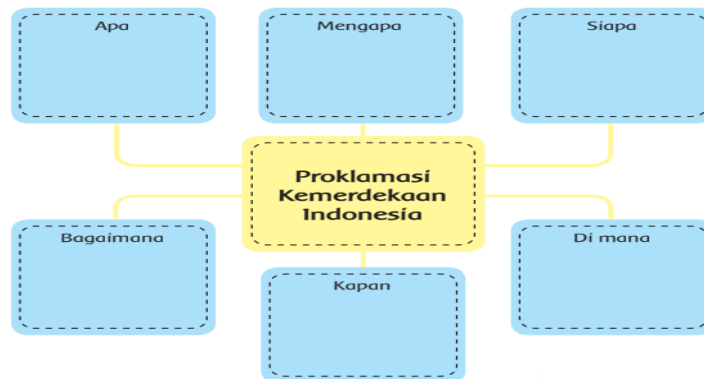 Apa
Mengapa
Siapa
Proklamasi
Kemerdekaan
Indonesia
Bagaimana
Kapan
Di mana